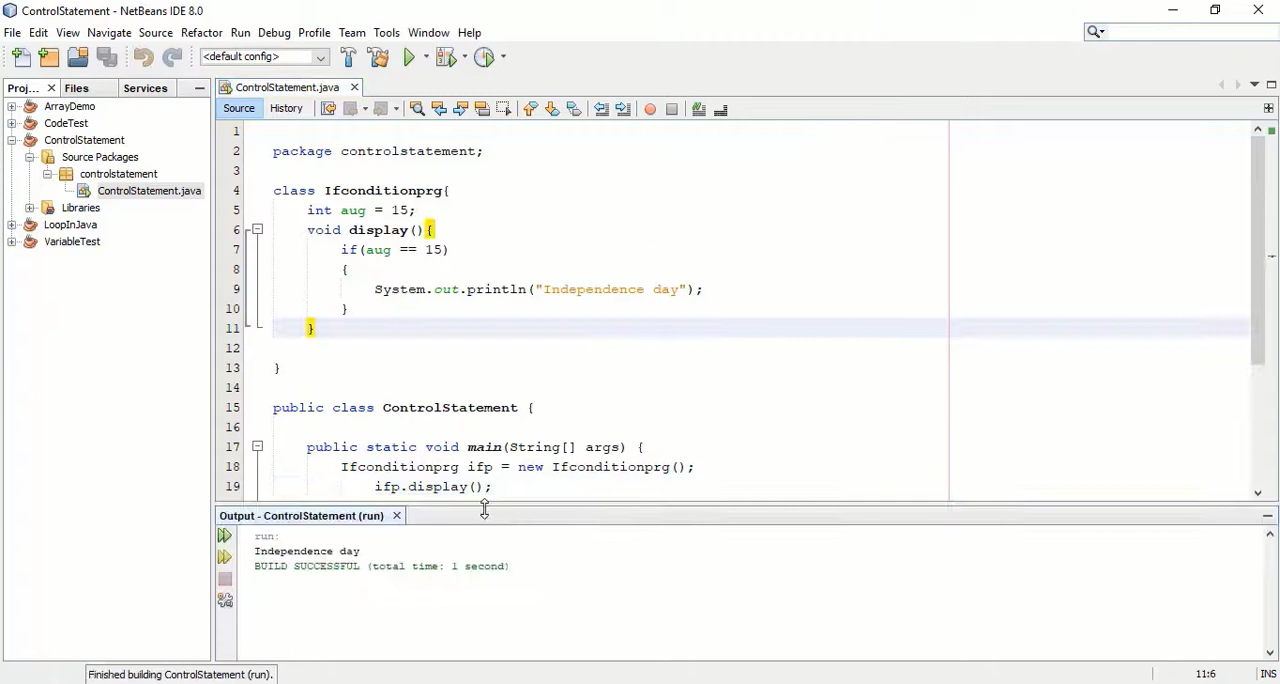 ControlStatement - NetBeans IDE 8.0
File Edit View Navigate Source Refactor Run Debug Profile Team Tools Window Help
<default config>
Proj... Files Services
ControlStatement.java
Source History
ArrayDemo
CodeTest
ControlStatement
Source Packages
controlstatement
ControlStatement.java
Libraries
LoopInJava
VariableTest
1
2 package controlstatement;
3
4 class Ifconditionprg{
5 int aug = 15;
6 void display(){
7 if(aug == 15)
8 {
9 System.out.println("Independence day");
10 }
11 }
12
13 }
14
15 public class ControlStatement {
16
17 public static void main(String[] args) {
18 Ifconditionprg ifp = new Ifconditionprg();
19 ifp.display();
Output - ControlStatement (run)
run:
Independence day
BUILD SUCCESSFUL (total time: 1 second)
Finished building ControlStatement (run).
11:6 INS